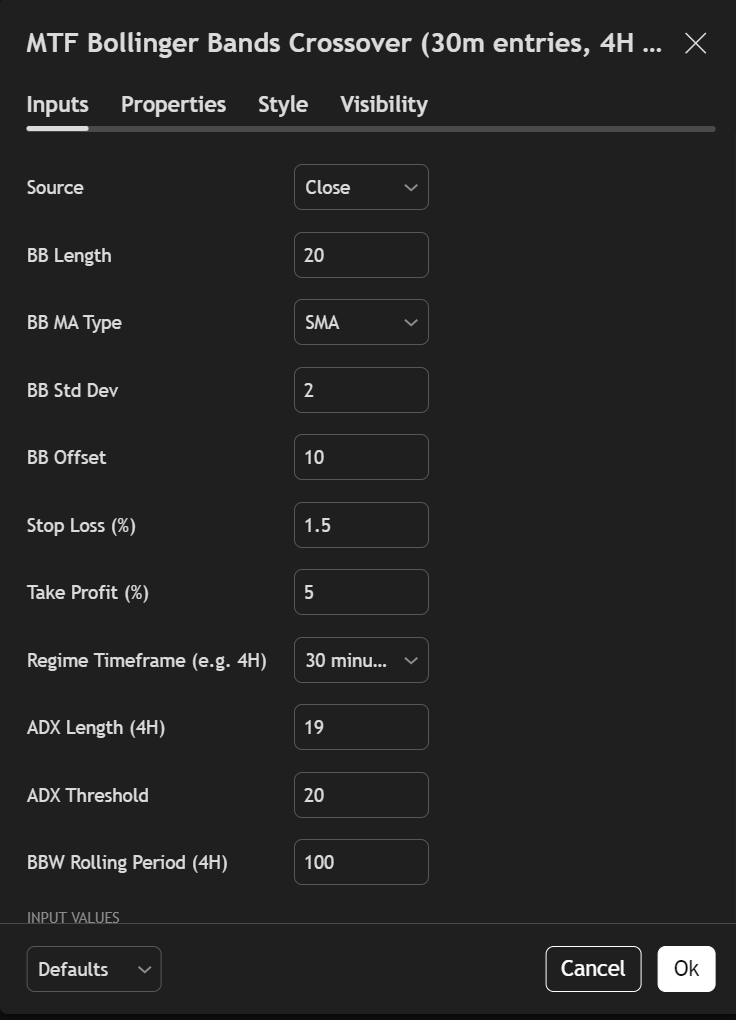 MTF Bollinger Bands Crossover (30m entries, 4H ...
Inputs Properties Style Visibility
Source Close
BB Length 20
BB MA Type SMA
BB Std Dev 2
BB Offset 10
Stop Loss (%) 1.5
Take Profit (%) 5
Regime Timeframe (e.g. 4H) 30 minu...
ADX Length (4H) 19
ADX Threshold 20
BBW Rolling Period (4H) 100
INPUT VALUES
Defaults Cancel Ok